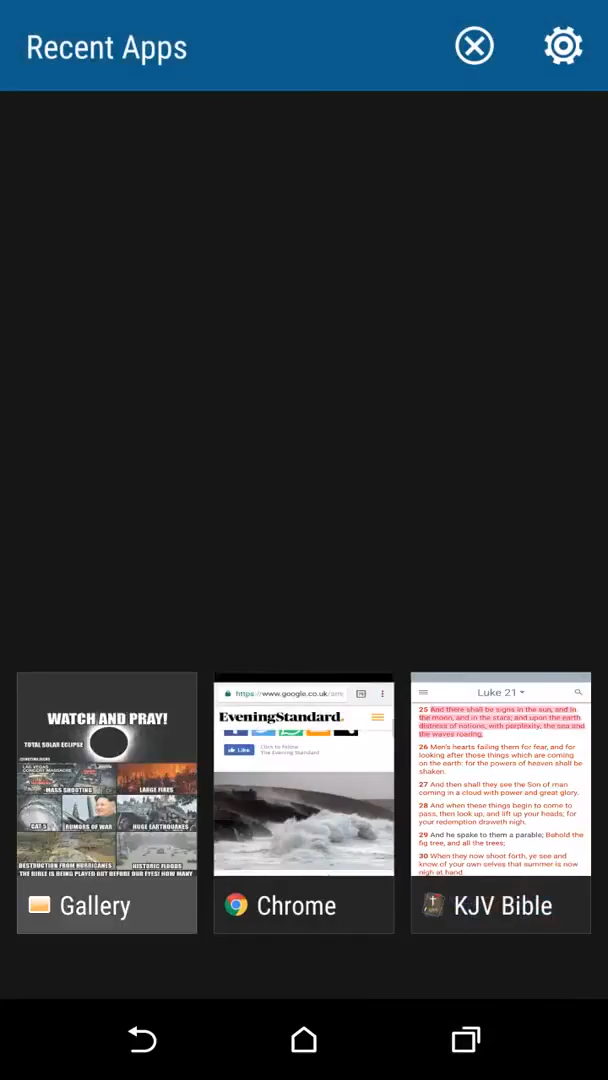 Recent Apps
WATCH AND PRAY!
TOTAL SOLAR ECLIPSE
LAS VEGAS
CONCERT MASSACRE
MASS SHOOTING
LARGE FIRES
CAT 5
RUMORS OF WAR
HUGE EARTHQUAKES
DESTRUCTION FROM HURRICANES
HISTORIC FLOODS
THE BIBLE IS BEING PLAYED OUT BEFORE OUR EYES! HOW MANY
Gallery
https://www.google.co.uk/am
EveningStandard.
Like
Click to Follow
The Evening Standard
Chrome
Luke 21
25 And there shall be signs in the sun, and in
the moon, and in the stars; and upon the earth
distress of nations, with perplexity; the sea and
the waves roaring;
26 Men's hearts failing them for fear, and for
looking after those things which are coming
on the earth: for the powers of heaven shall be
shaken.
27 And then shall they see the Son of man
coming in a cloud with power and great glory.
28 And when these things begin to come to
pass, then look up, and lift up your heads; for
your redemption draweth nigh.
29 And he spake to them a parable; Behold the
fig tree, and all the trees;
30 When they now shoot forth, ye see and
know of your own selves that summer is now
nigh at hand.
KJV Bible